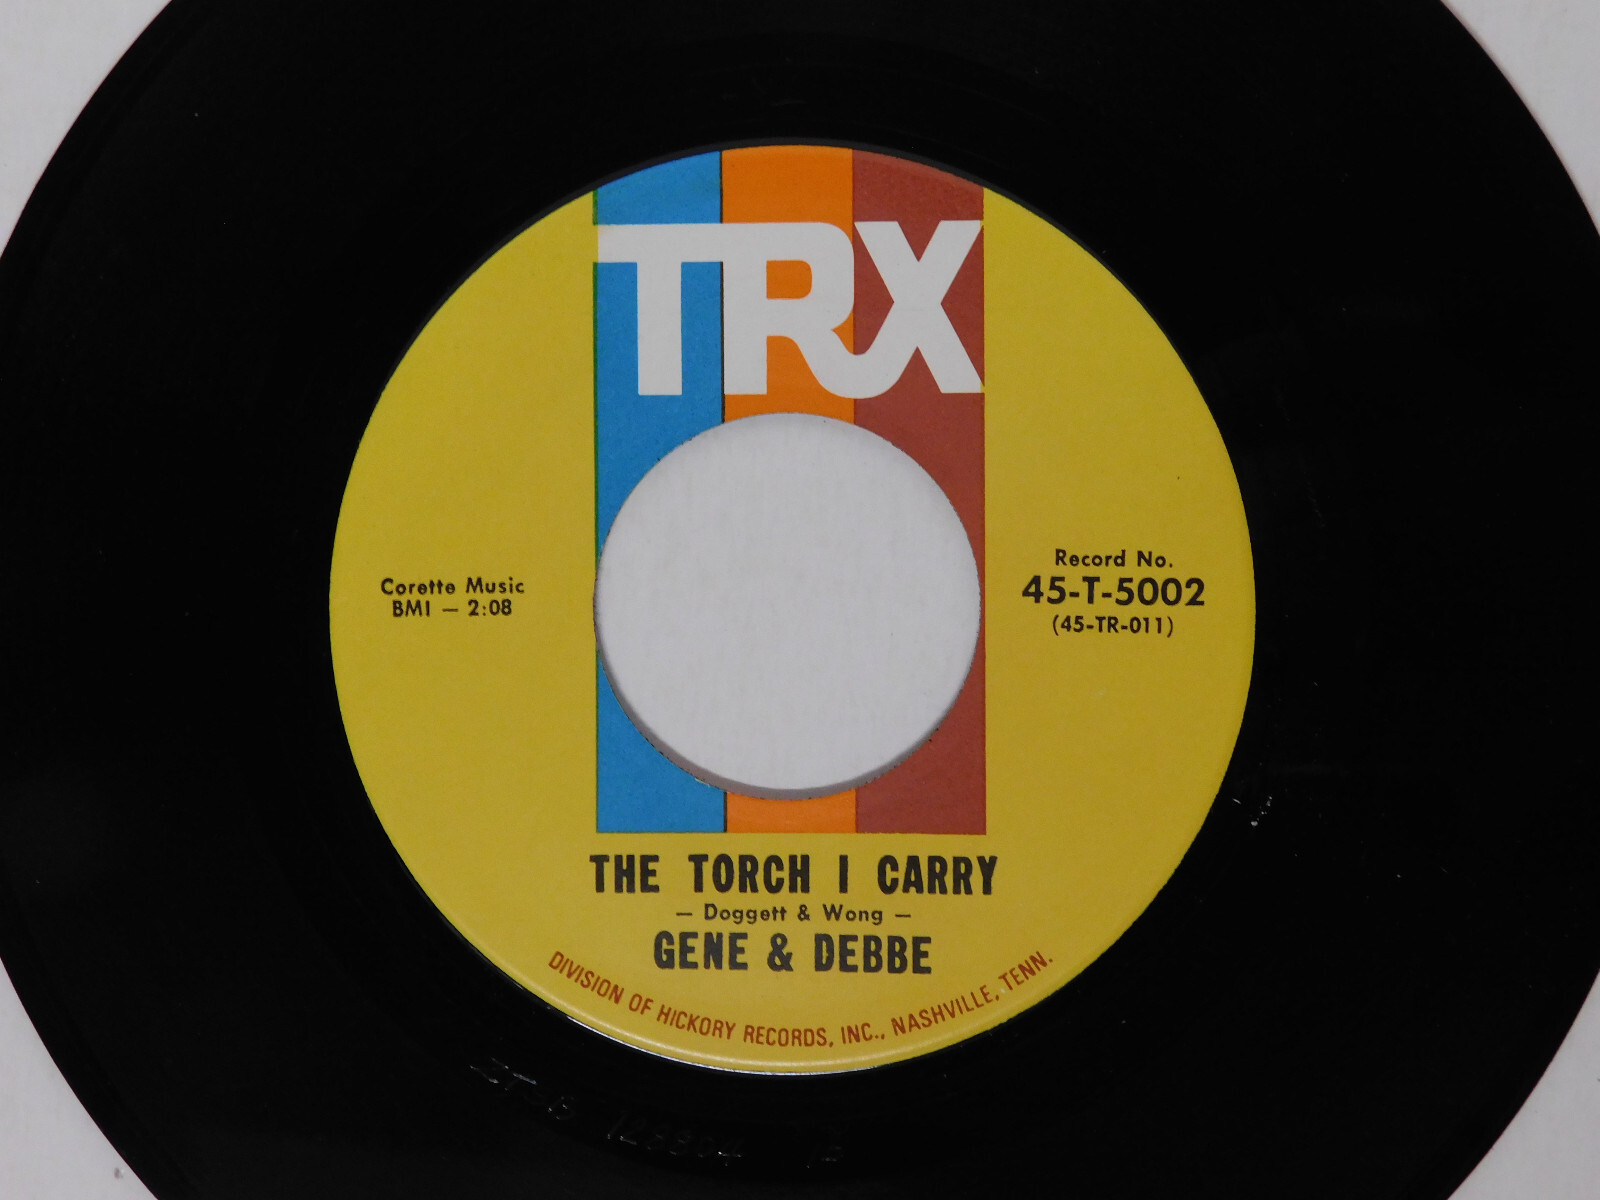 TRX
Corette Music
BMI — 2:08
Record No.
45-T-5002
(45-TR-011)
THE TORCH I CARRY
— Doggett & Wong —
GENE & DEBBE
DIVISION OF HICKORY RECORDS, INC., NASHVILLE, TENN.